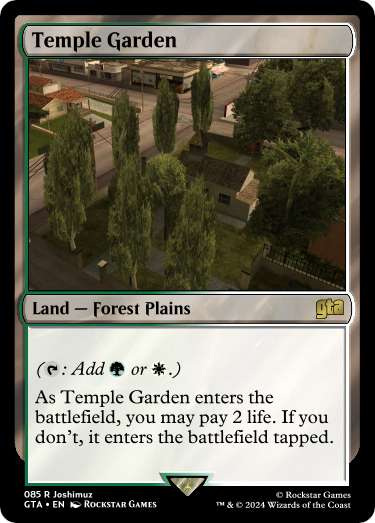 Temple Garden
Land — Forest Plains
gta
(: Add or .)
As Temple Garden enters the
battlefield, you may pay 2 life. If you
don't, it enters the battlefield tapped.
085 R Joshimuz
GTA • EN Rockstar Games
© Rockstar Games
™ & © 2024 Wizards of the Coast